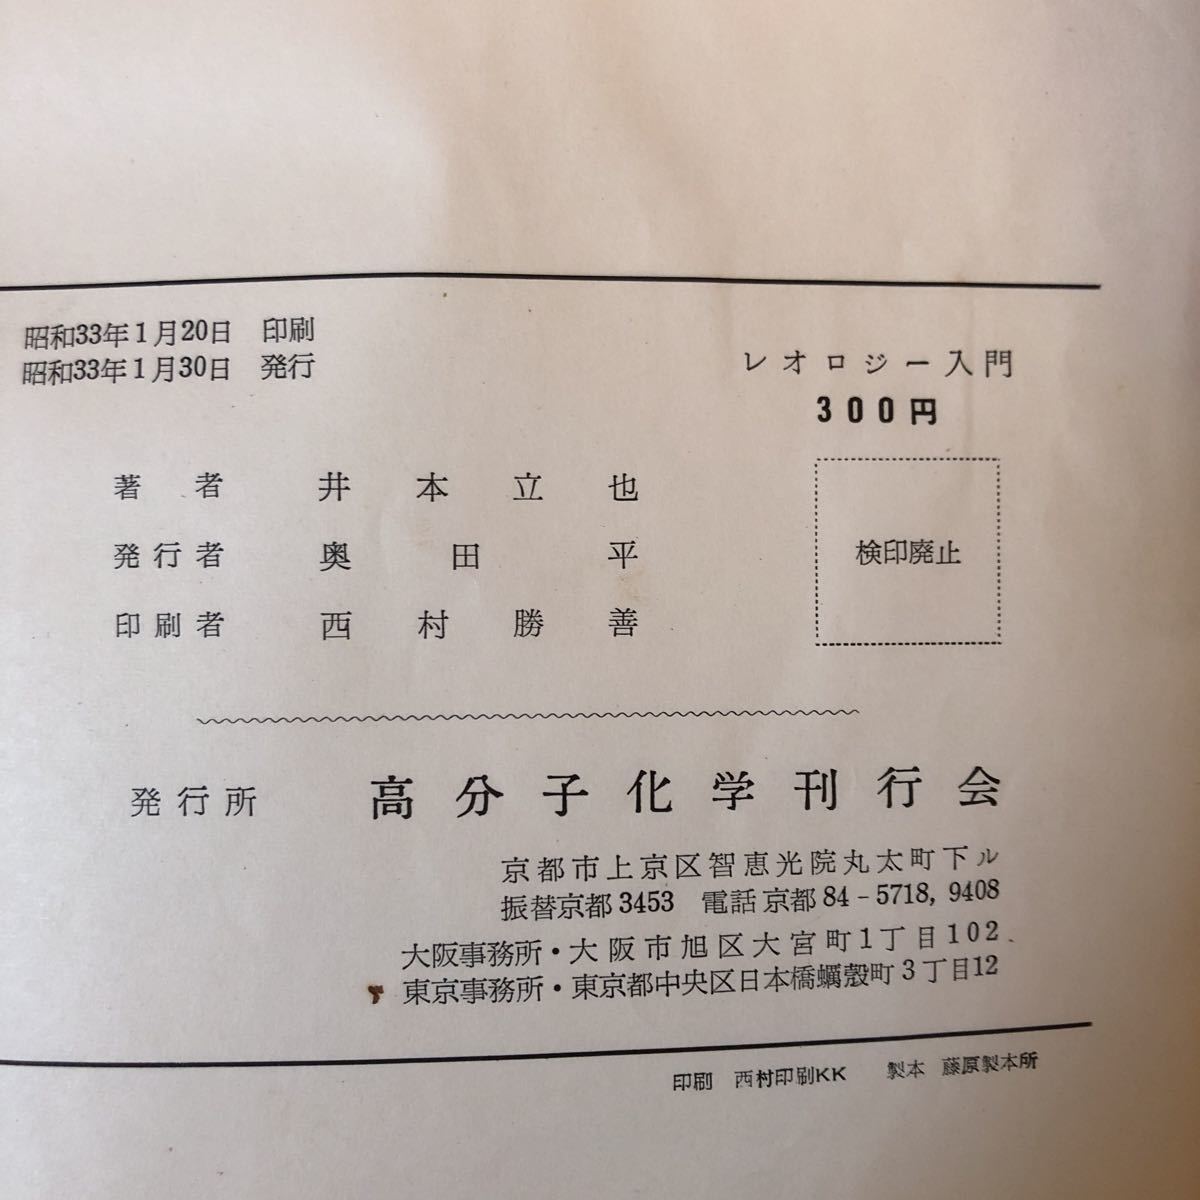 昭和33年1月20日 印刷
昭和33年1月30日 発行
レオロジー入門
300円
著者 井本立也
発行者 奥田平
印刷者 西村勝善
検印廃止
発行所 高分子化学刊行会
京都市上京区智恵光院丸太町下ル
振替京都3453 電話京都84-5718, 9408
大阪事務所・大阪市旭区大宮町1丁目102
東京事務所・東京都中央区日本橋蠣殻町3丁目12
印刷 西村印刷KK 製本 藤原製本所